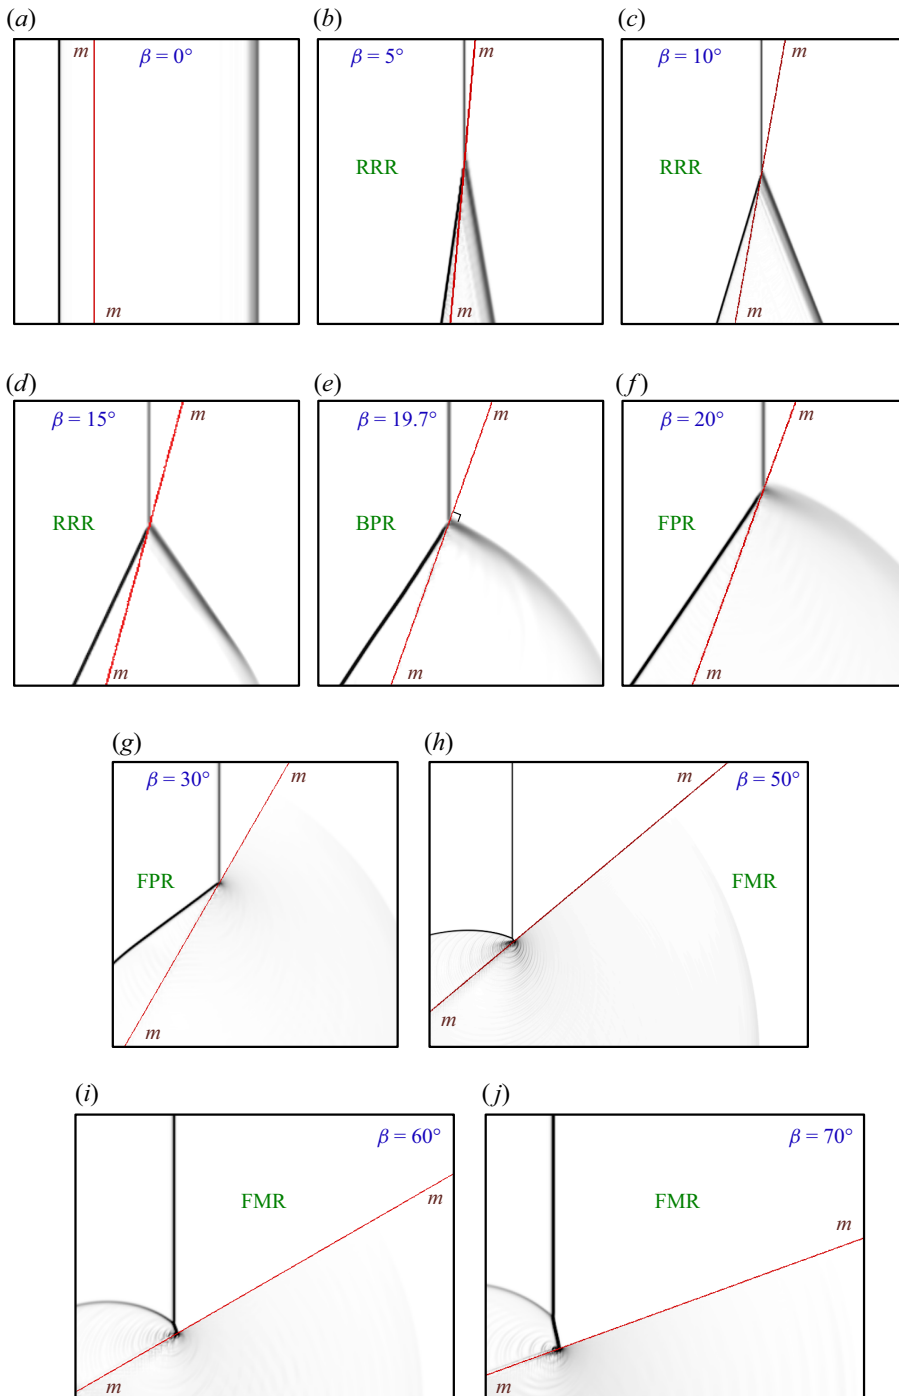 (a)
(b)
(c)
m
β = 0°
β = 5°
m
β = 10°
m
RRR
RRR
m
m
m
(d)
(e)
(f)
β = 15°
m
β = 19.7°
m
β = 20°
m
RRR
BPR
FPR
m
m
m
(g)
(h)
β = 30°
m
m
β = 50°
FPR
FMR
m
m
(i)
(j)
β = 60°
β = 70°
FMR
m
FMR
m
m
m